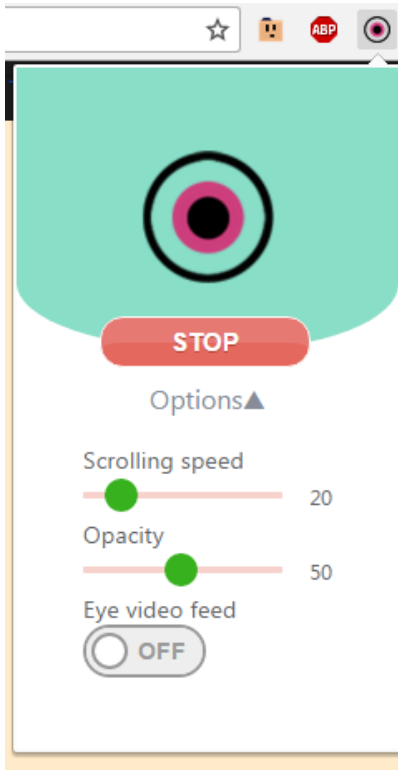 ABP
STOP
Options▲
Scrolling speed
20
Opacity
50
Eye video feed
OFF